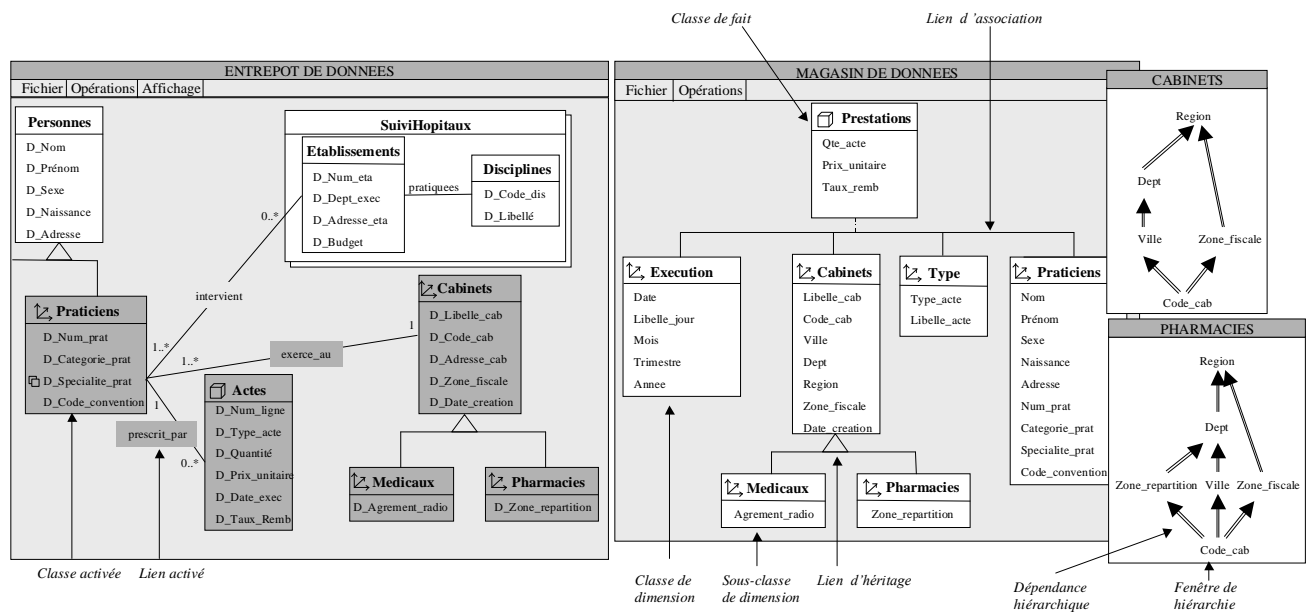 Classe de fait
Lien d 'association
ENTREPOT DE DONNEES
Fichier Opérations Affichage
Personnes
D_Nom
D_Prénom
D_Sexe
D_Naissance
D_Adresse
SuiviHopitaux
Etablissements
D_Num_eta
D_Dept_exec
D_Adresse_eta
D_Budget
pratiquees
Disciplines
D_Code_dis
D_Libellé
0..*
intervient
1..*
Praticiens
D_Num_prat
D_Categorie_prat
D_Specialite_prat
D_Code_convention
1..*
exerce_au
1
Cabinets
D_Libelle_cab
D_Code_cab
D_Adresse_cab
D_Zone_fiscale
D_Date_creation
1
prescrit_par
0..*
Actes
D_Num_ligne
D_Type_acte
D_Quantité
D_Prix_unitaire
D_Date_exec
D_Taux_Remb
Medicaux
D_Agrement_radio
Pharmacies
D_Zone_repartition
Classe activée
Lien activé
MAGASIN DE DONNEES
Fichier Opérations
Prestations
Qte_acte
Prix_unitaire
Taux_remb
Execution
Date
Libelle_jour
Mois
Trimestre
Annee
Cabinets
Libelle_cab
Code_cab
Ville
Dept
Region
Zone_fiscale
Date_creation
Type
Type_acte
Libelle_acte
Praticiens
Nom
Prénom
Sexe
Naissance
Adresse
Num_prat
Categorie_prat
Specialite_prat
Code_convention
Medicaux
Agrement_radio
Pharmacies
Zone_repartition
Classe de
dimension
Sous-classe
de dimension
Lien d'héritage
CABINETS
Region
Dept
Ville
Zone_fiscale
Code_cab
PHARMACIES
Region
Dept
Zone_repartition
Ville
Zone_fiscale
Code_cab
Dépendance
hiérarchique
Fenêtre de
hiérarchie